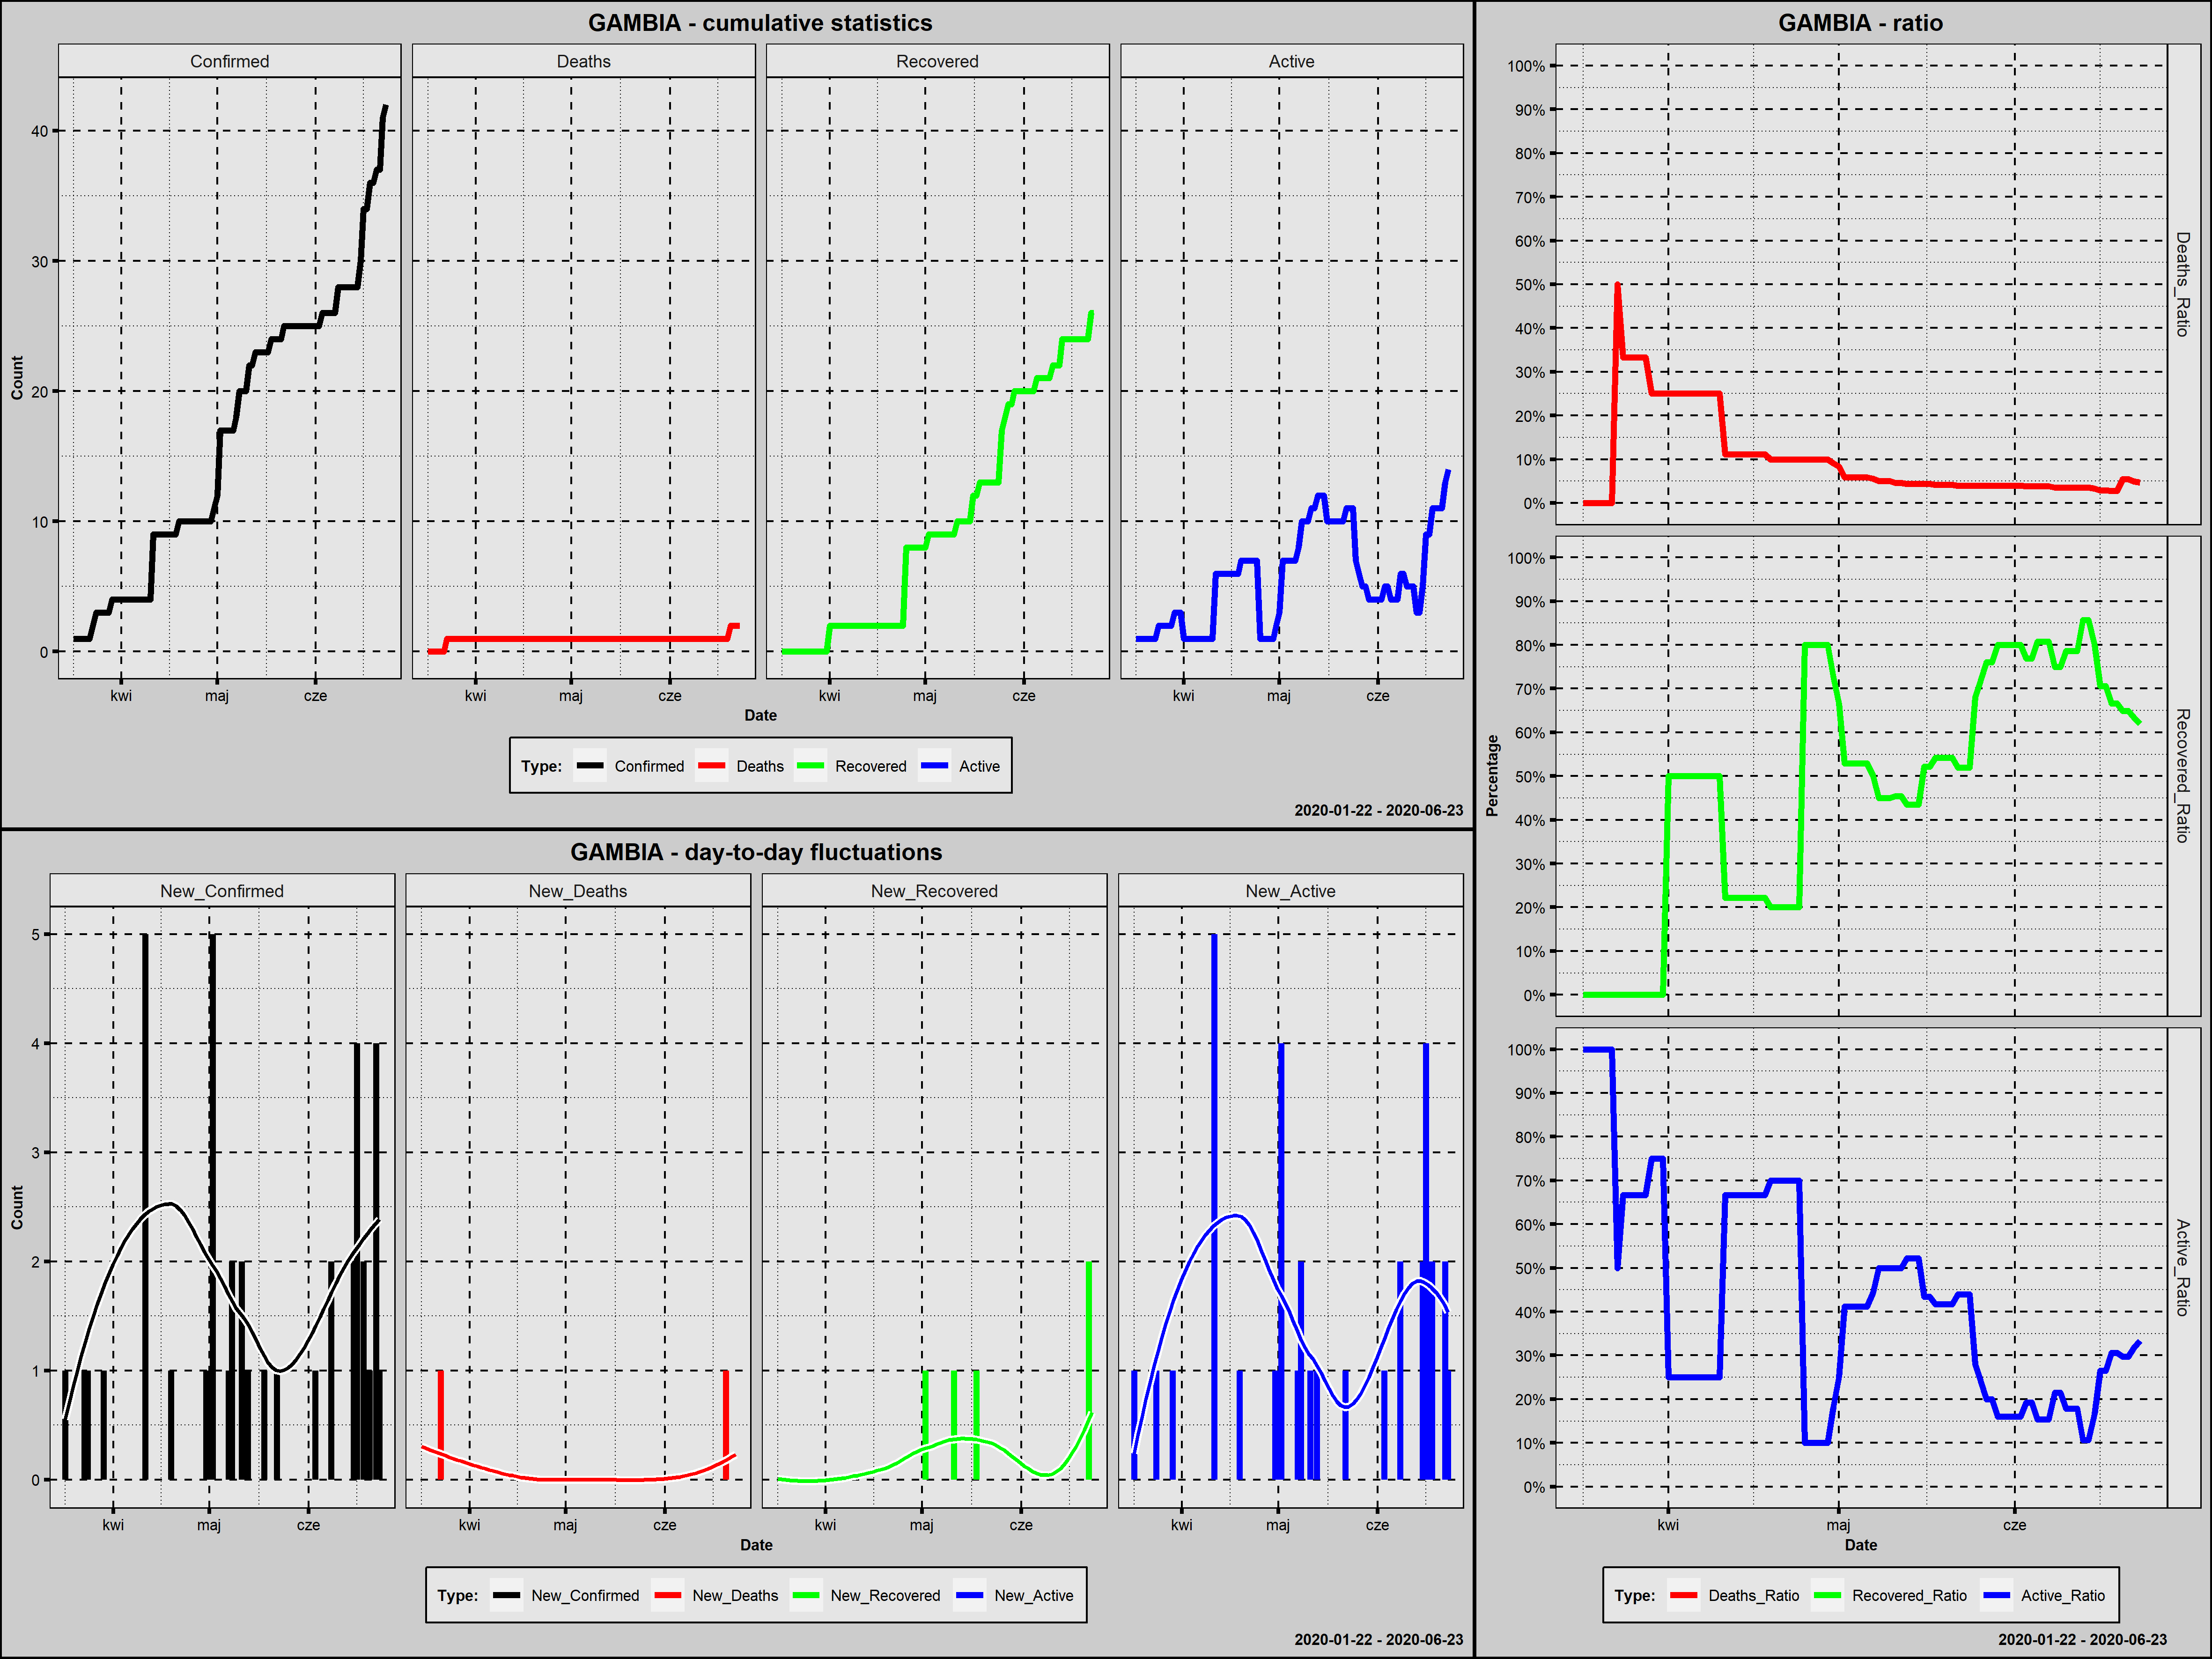 GAMBIA - cumulative statistics
Confirmed Deaths Recovered Active
Count
40
30
20
10
0
kwi maj cze kwi maj cze kwi maj cze kwi maj cze
Date
Type: Confirmed Deaths Recovered Active
2020-01-22 - 2020-06-23
GAMBIA - day-to-day fluctuations
New_Confirmed New_Deaths New_Recovered New_Active
Count
5
4
3
2
1
0
kwi maj cze kwi maj cze kwi maj cze kwi maj cze
Date
Type: New_Confirmed New_Deaths New_Recovered New_Active
2020-01-22 - 2020-06-23
GAMBIA - ratio
Percentage
100%
90%
80%
70%
60%
50%
40%
30%
20%
10%
0%
Deaths_Ratio
100%
90%
80%
70%
60%
50%
40%
30%
20%
10%
0%
Recovered_Ratio
100%
90%
80%
70%
60%
50%
40%
30%
20%
10%
0%
Active_Ratio
kwi maj cze
Date
Type: Deaths_Ratio Recovered_Ratio Active_Ratio
2020-01-22 - 2020-06-23